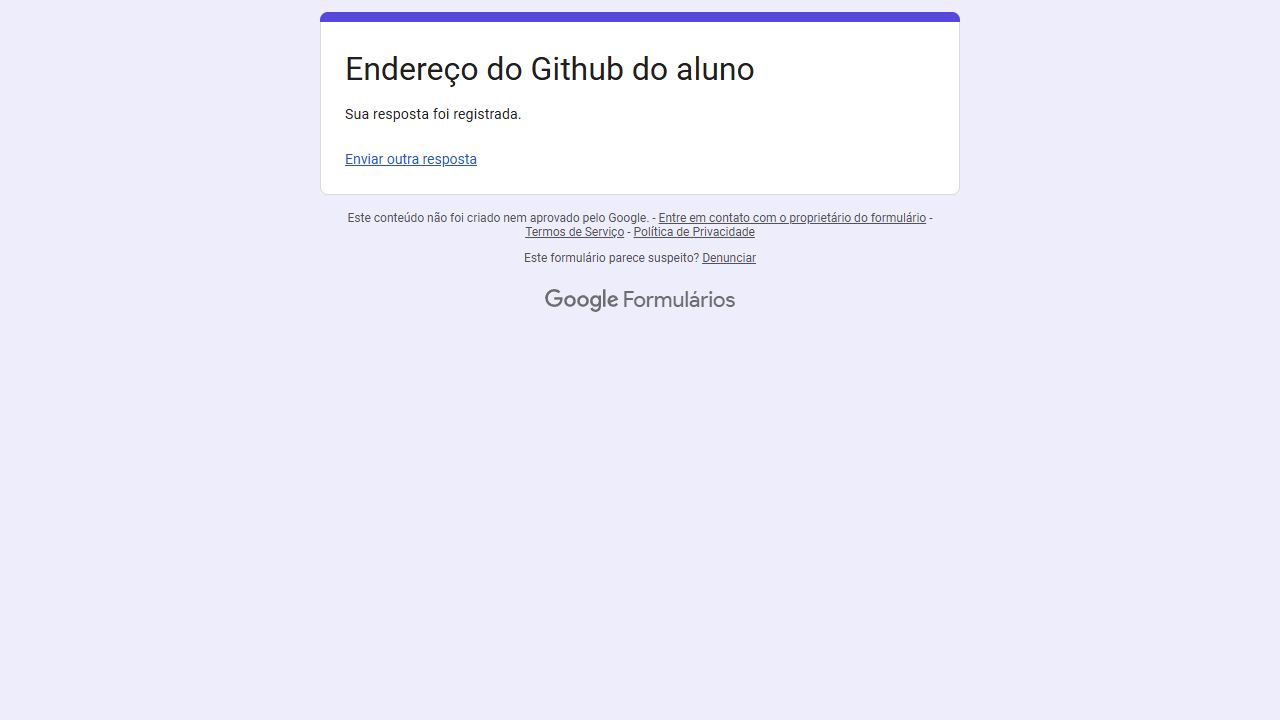 Endereço do Github do aluno
Sua resposta foi registrada.
Enviar outra resposta
Este conteúdo não foi criado nem aprovado pelo Google. - Entre em contato com o proprietário do formulário -
Termos de Serviço - Política de Privacidade
Este formulário parece suspeito? Denunciar
Google Formulários